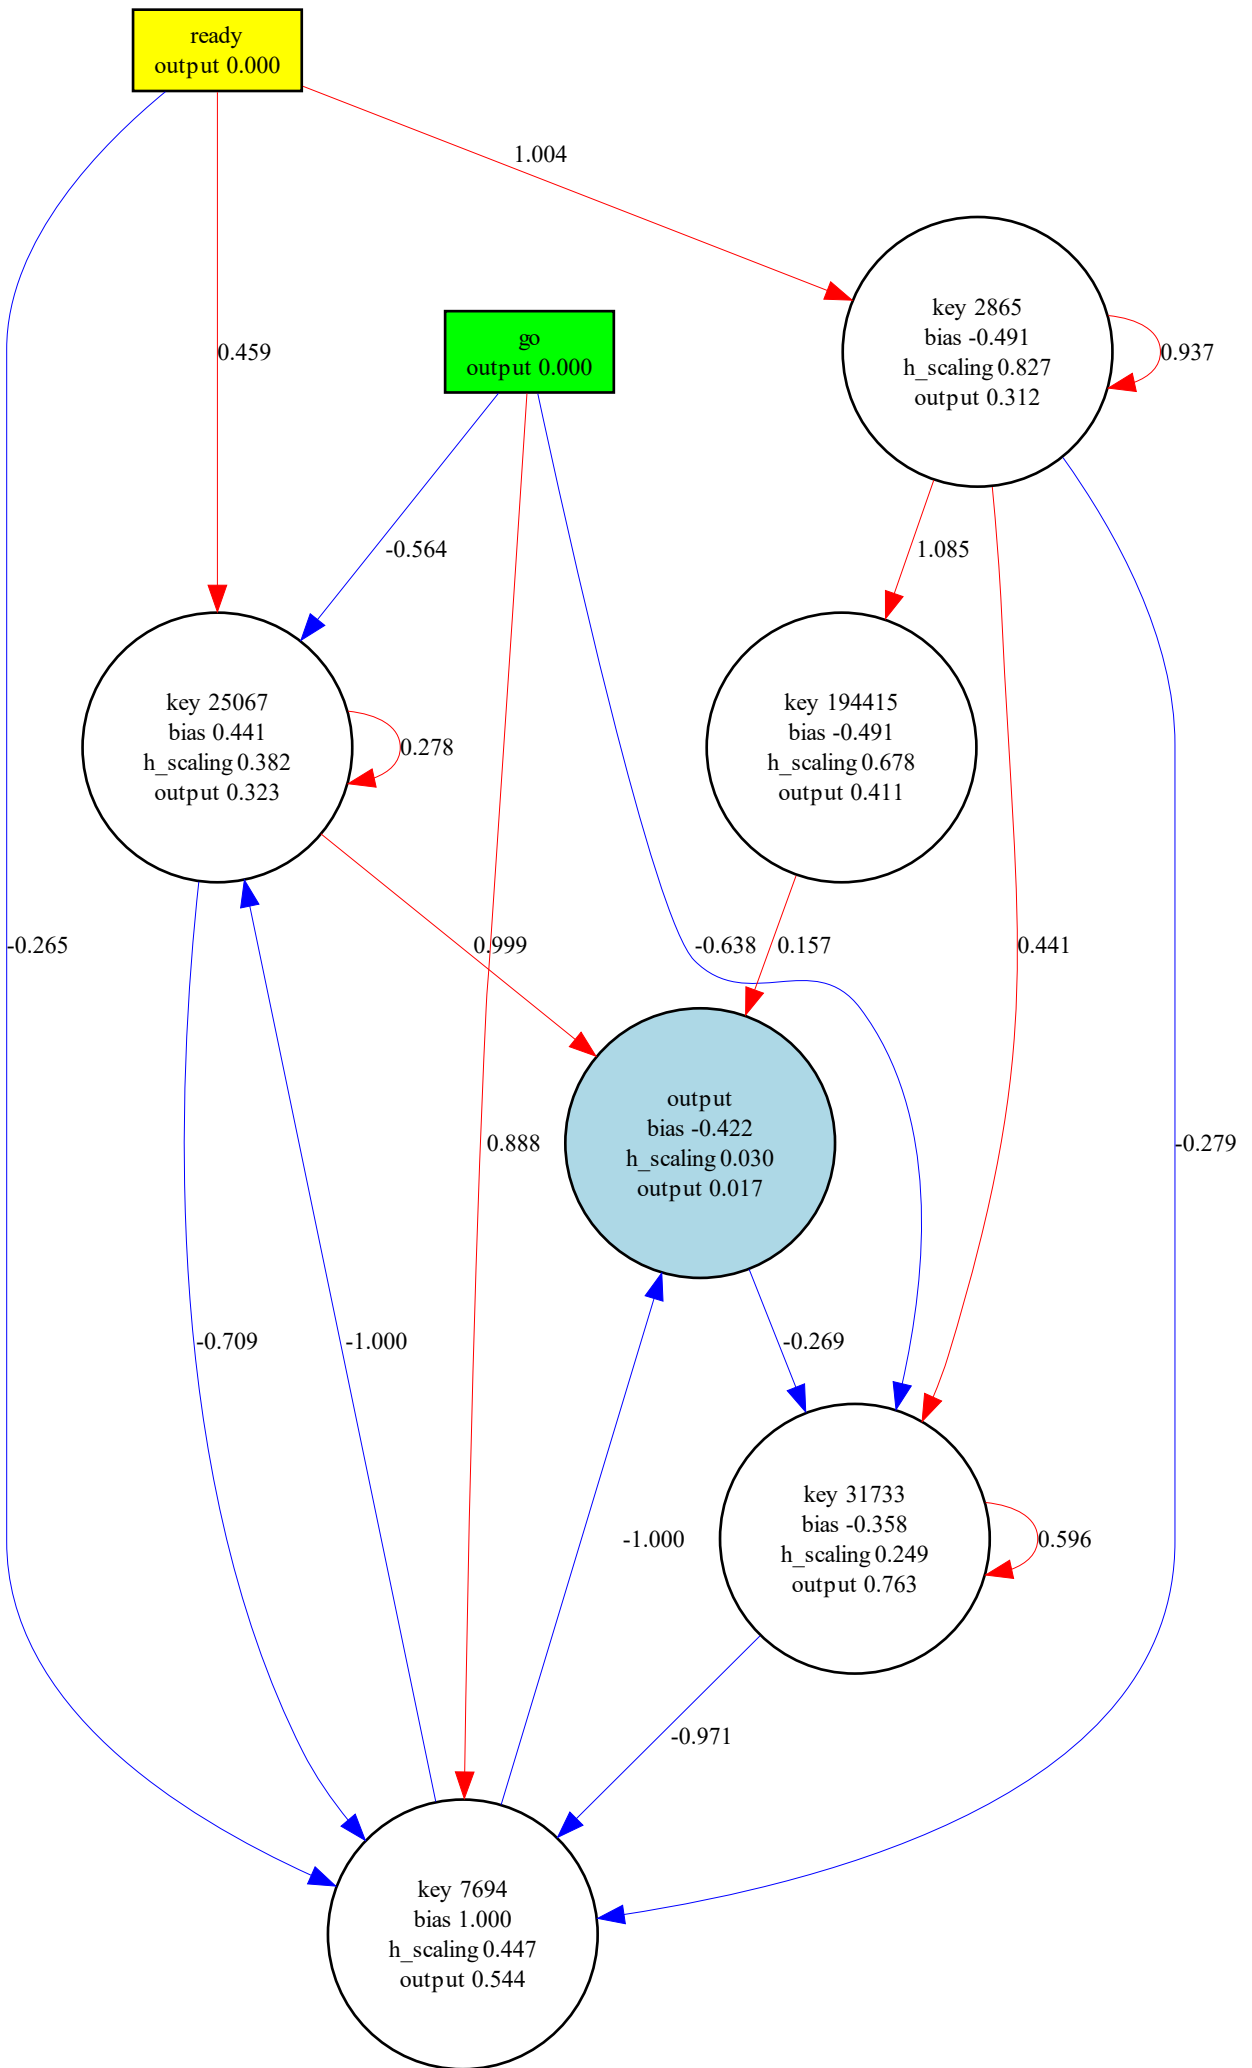 ready
output 0.000
1.004
go
output 0.000
key 2865
bias -0.491
h_scaling 0.827
output 0.312
0.937
0.459
-0.564
1.085
key 25067
bias 0.441
h_scaling 0.382
output 0.323
0.278
key 194415
bias -0.491
h_scaling 0.678
output 0.411
-0.265
0.999
-0.638
0.157
0.441
output
bias -0.422
h_scaling 0.030
output 0.017
0.888
-0.279
-0.709
-1.000
-0.269
-1.000
key 31733
bias -0.358
h_scaling 0.249
output 0.763
0.596
-0.971
key 7694
bias 1.000
h_scaling 0.447
output 0.544